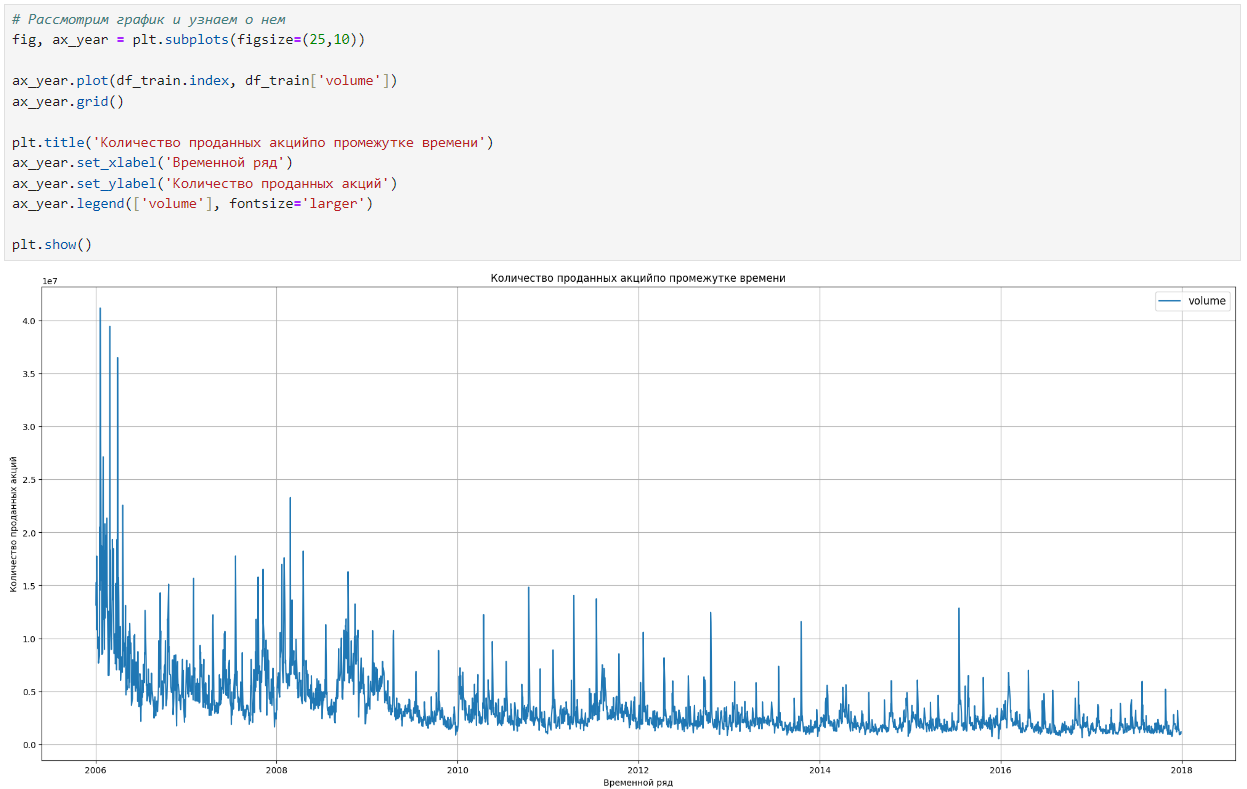 # Рассмотрим график и узнаем о нем
fig, ax_year = plt.subplots(figsize=(25,10))
ax_year.plot(df_train.index, df_train['volume'])
ax_year.grid()
plt.title('Количество проданных акцийпо промежутке времени')
ax_year.set_xlabel('Временной ряд')
ax_year.set_ylabel('Количество проданных акций')
ax_year.legend(['volume'], fontsize='larger')
plt.show()
Количество проданных акцийпо промежутке времени
1e7
volume
4.0
3.5
3.0
2.5
2.0
1.5
1.0
0.5
0.0
Количество проданных акций
2006 2008 2010 2012 2014 2016 2018
Временной ряд